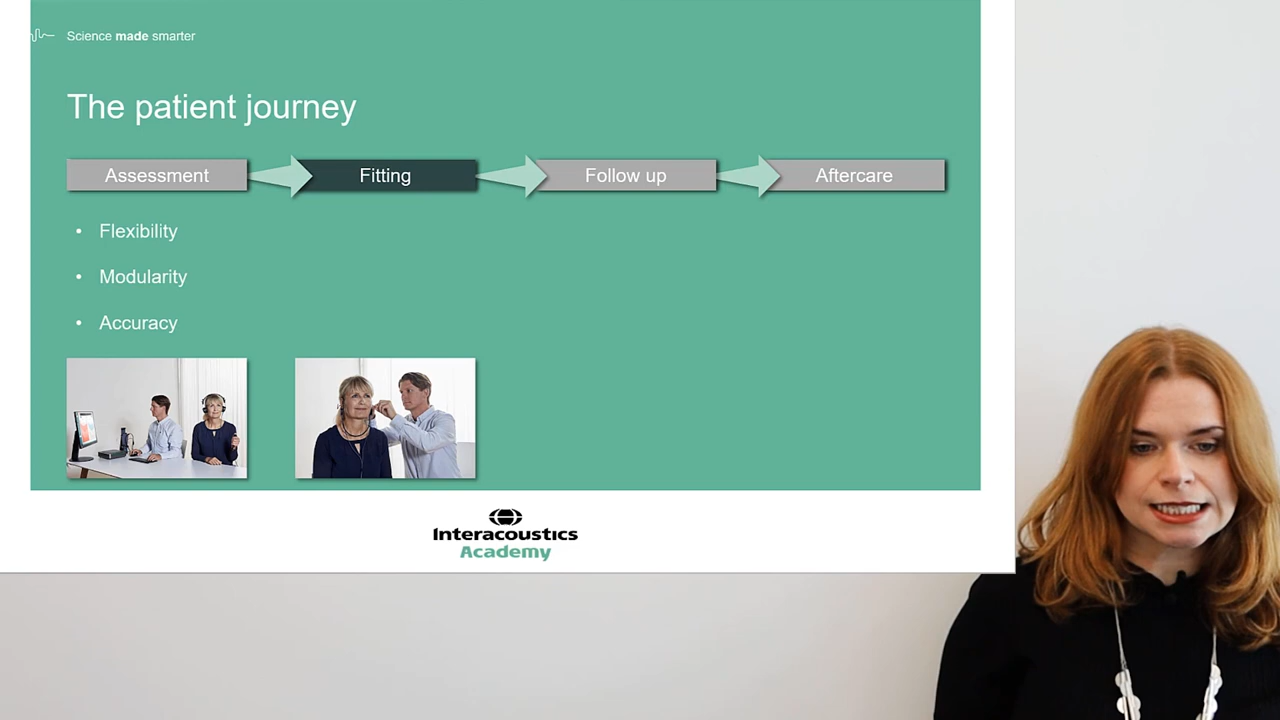 Science made smarter
The patient journey
Assessment
Fitting
Follow up
Aftercare
• Flexibility
• Modularity
• Accuracy
Interacoustics
Academy